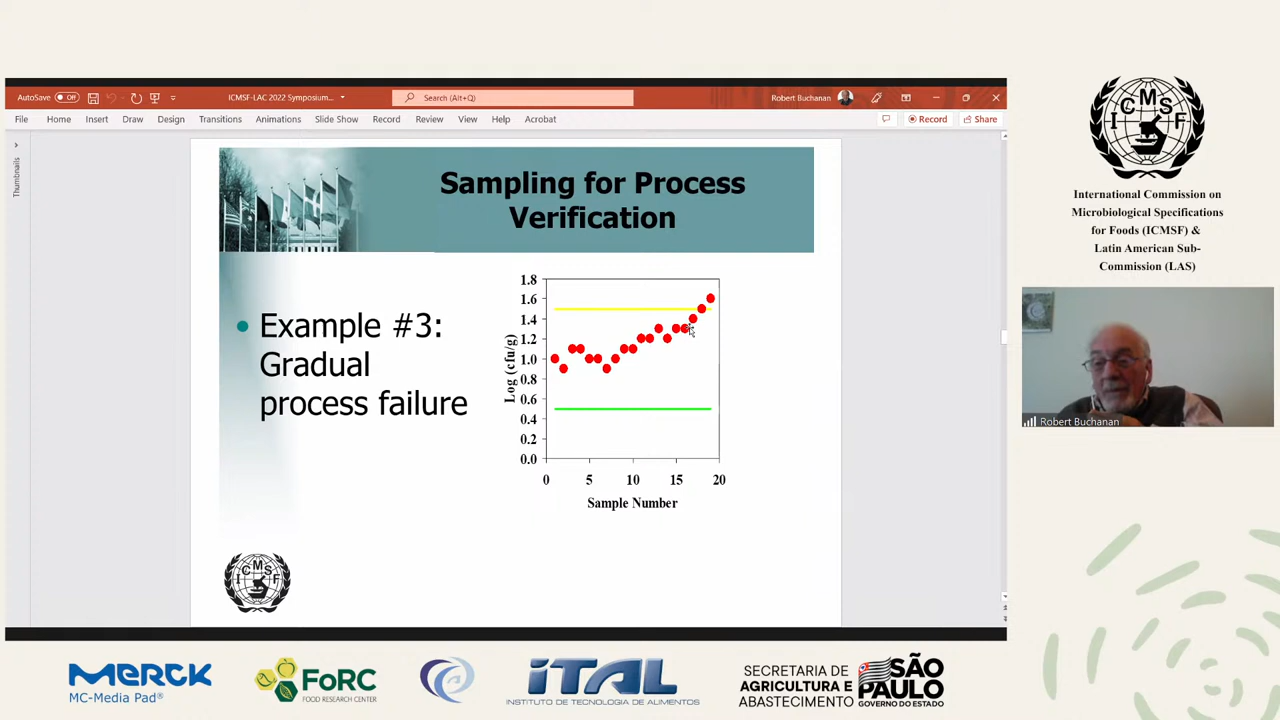 AutoSave Off
ICMSF-LAC 2022 Symposium...
Search (Alt+Q)
Robert Buchanan
File Home Insert Draw Design Transitions Animations Slide Show Record Review View Help Acrobat
Record Share
Thumbnails
Sampling for Process
Verification
Example #3:
Gradual
process failure
Log (cfu/g)
1.8
1.6
1.4
1.2
1.0
0.8
0.6
0.4
0.2
0.0
0 5 10 15 20
Sample Number
ICMSF
ICMSF
International Commission on
Microbiological Specifications
for Foods (ICMSF) &
Latin American Sub-
Commission (LAS)
Robert Buchanan
MERCK
MC-Media Pad®
FoRC
FOOD RESEARCH CENTER
iTAL
INSTITUTO DE TECNOLOGIA DE ALIMENTOS
SECRETARIA DE
AGRICULTURA E
ABASTECIMENTO
SÃO
PAULO
GOVERNO DO ESTADO